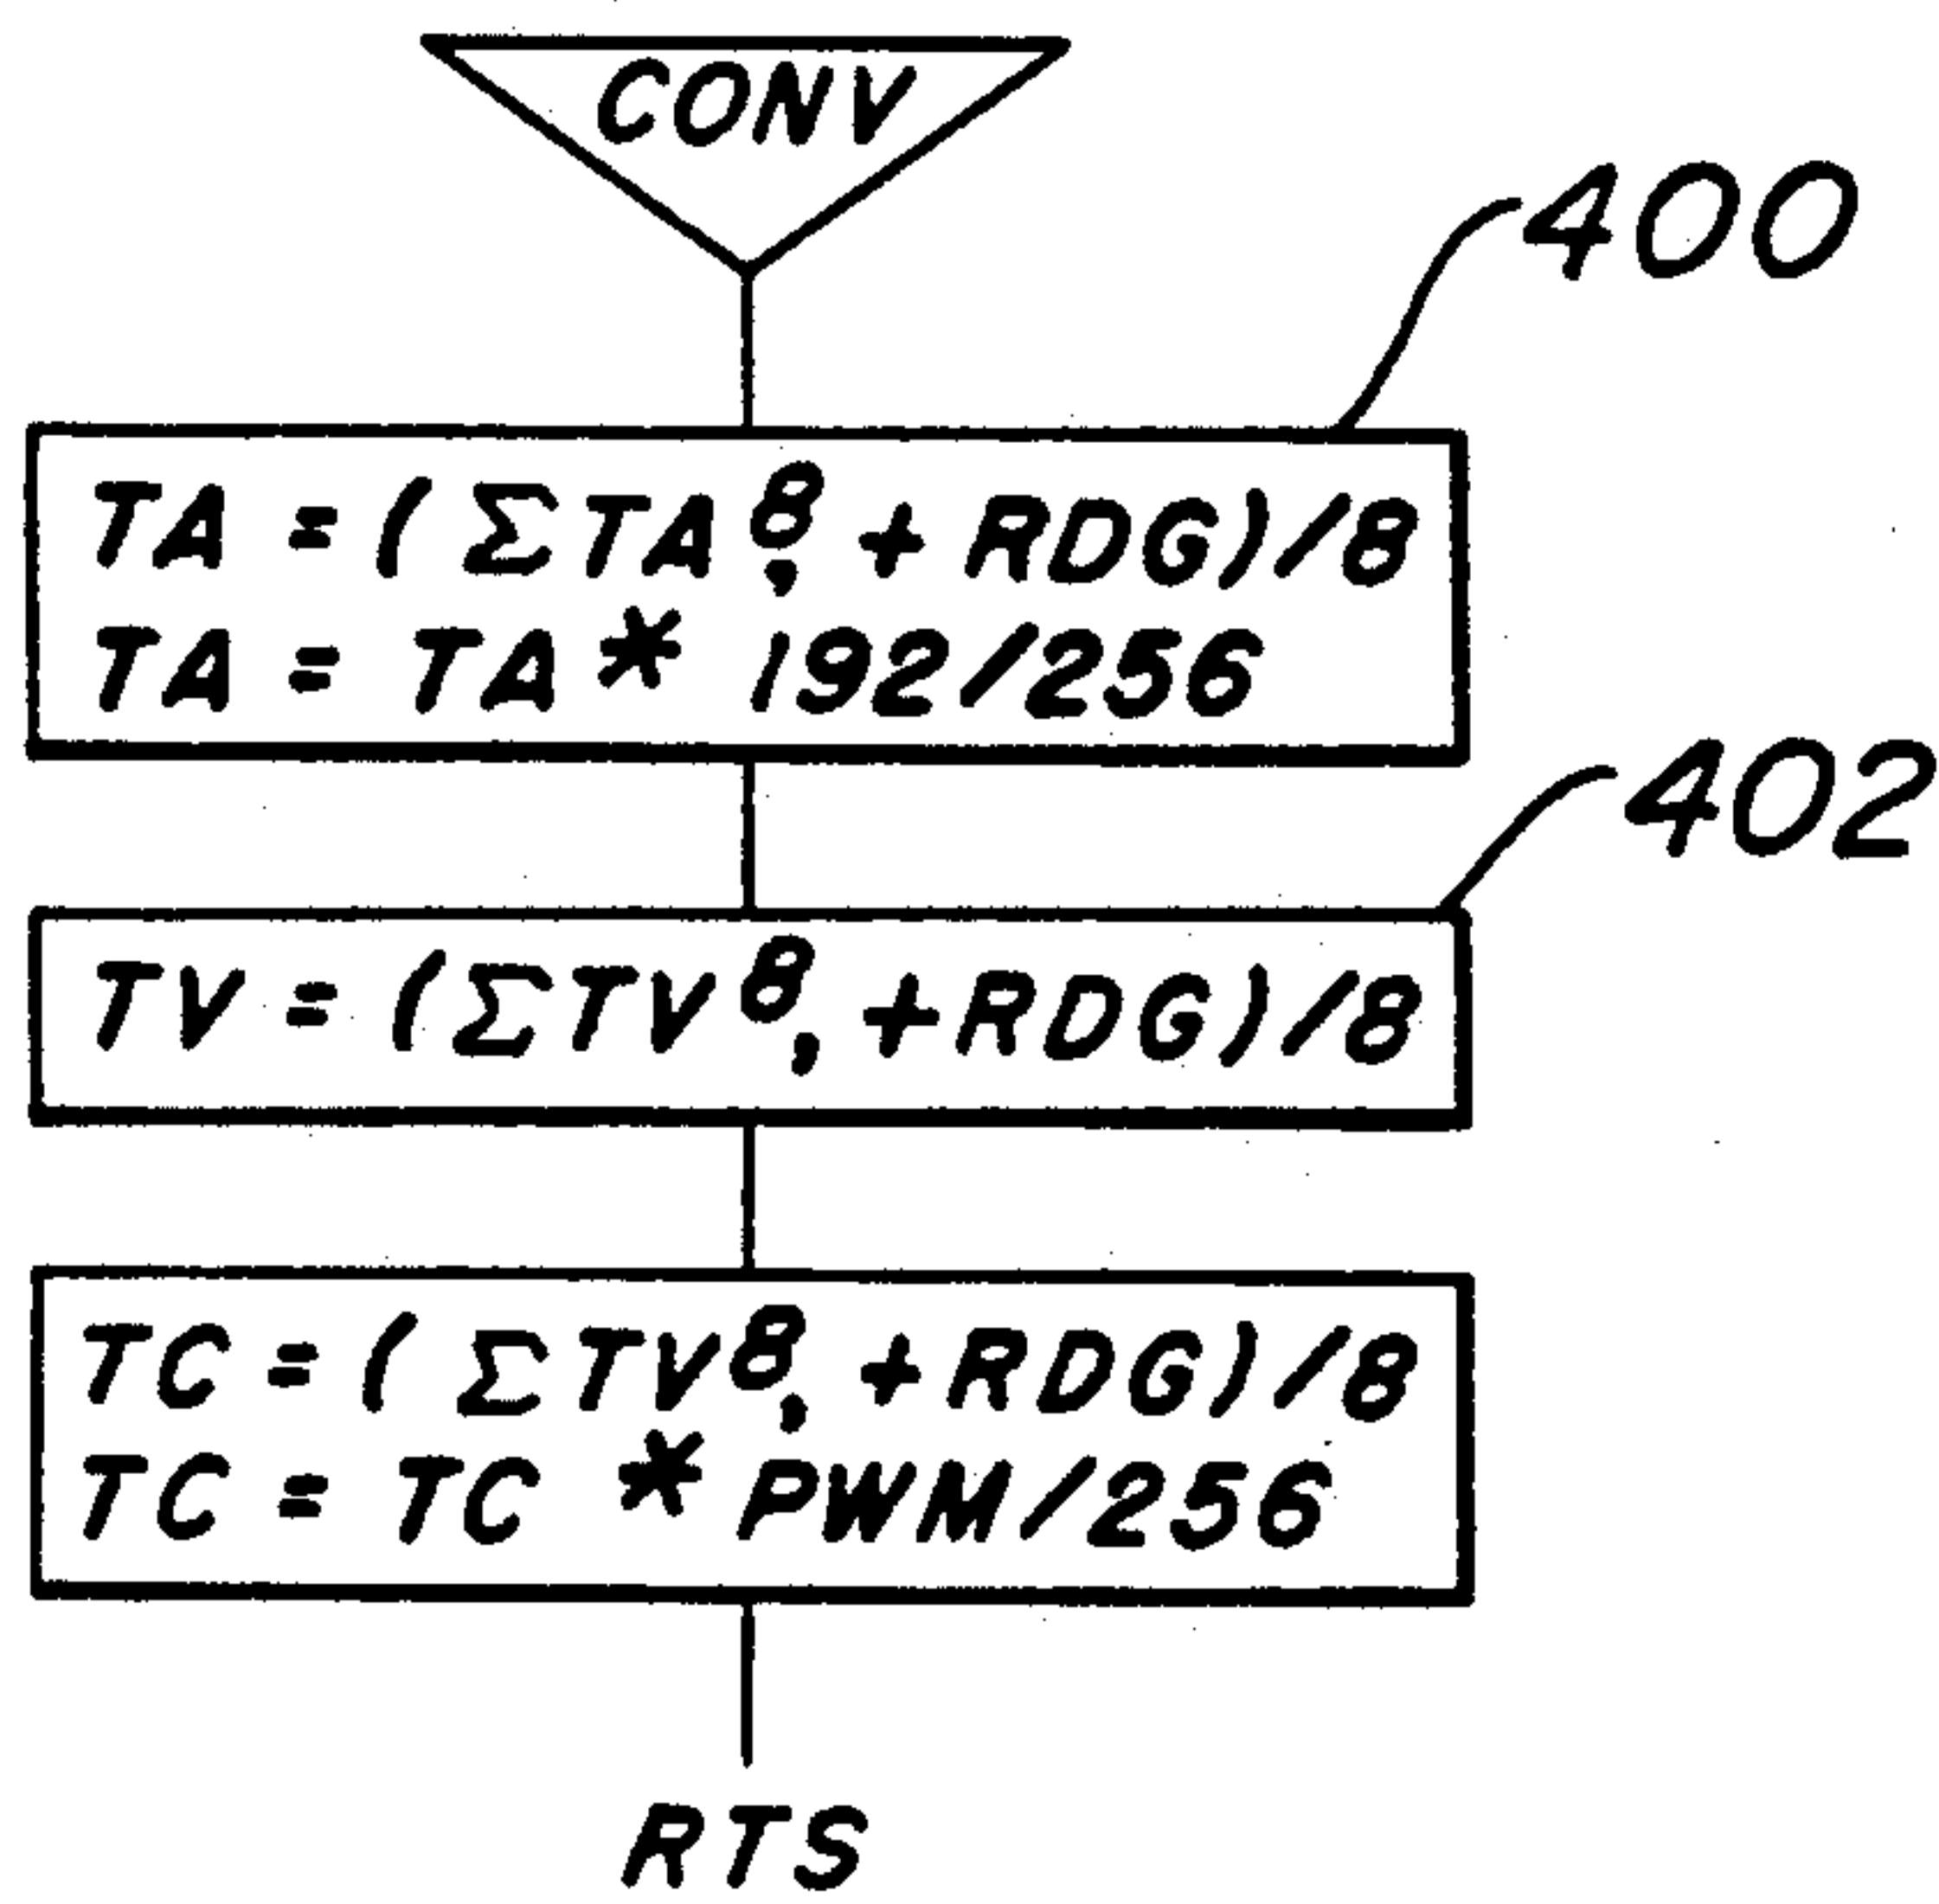 CONV
400
TA = (ΣTA⁸, + RDG)/8
TA = TA * 192/256
402
TV = (ΣTV⁸, +RDG)/8
TC = (ΣTV⁸, +RDG)/8
TC = TC * PWM/256
RTS